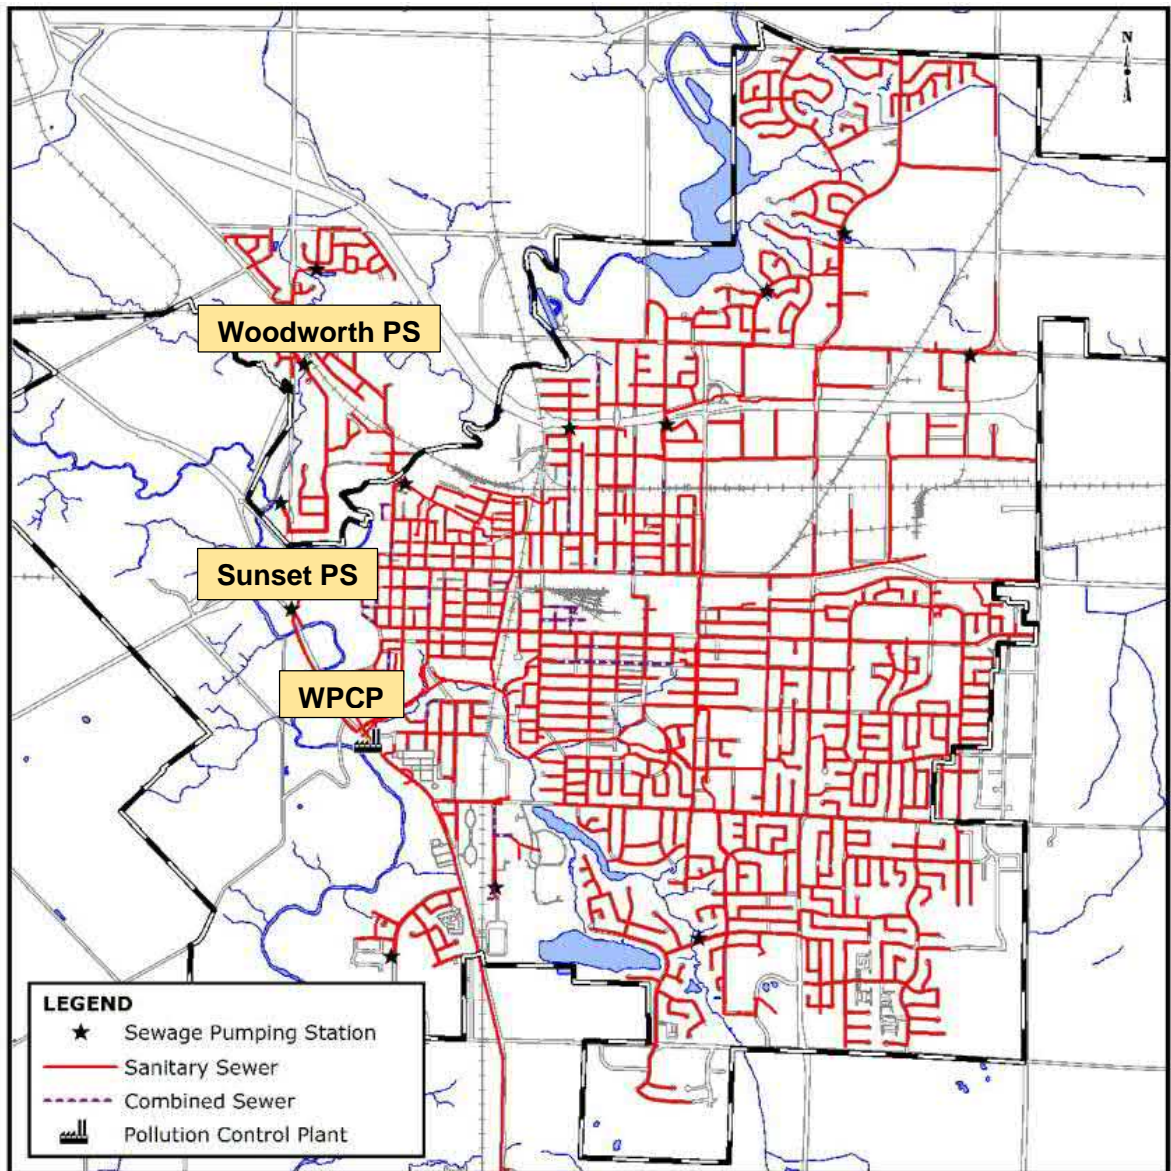 N
Woodworth PS
Sunset PS
WPCP
LEGEND
Sewage Pumping Station
Sanitary Sewer
Combined Sewer
Pollution Control Plant